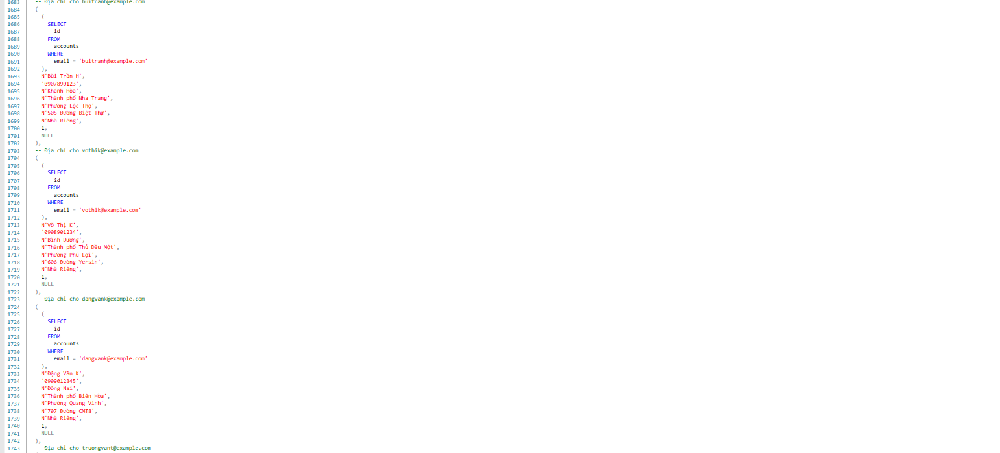 1683 -- Địa chỉ cho buitranh@example.com
1684 (
1685 (
1686 SELECT
1687 id
1688 FROM
1689 accounts
1690 WHERE
1691 email = 'buitranh@example.com'
1692 ),
1693 N'Bùi Trần H',
1694 '0907890123',
1695 N'Khánh Hòa',
1696 N'Thành phố Nha Trang',
1697 N'Phường Lộc Thọ',
1698 N'505 Đường Biệt Thự',
1699 N'Nhà Riêng',
1700 1,
1701 NULL
1702 ),
1703 -- Địa chỉ cho vothik@example.com
1704 (
1705 (
1706 SELECT
1707 id
1708 FROM
1709 accounts
1710 WHERE
1711 email = 'vothik@example.com'
1712 ),
1713 N'Võ Thị K',
1714 '0908901234',
1715 N'Bình Dương',
1716 N'Thành phố Thủ Dầu Một',
1717 N'Phường Phú Lợi',
1718 N'606 Đường Yersin',
1719 N'Nhà Riêng',
1720 1,
1721 NULL
1722 ),
1723 -- Địa chỉ cho dangvank@example.com
1724 (
1725 (
1726 SELECT
1727 id
1728 FROM
1729 accounts
1730 WHERE
1731 email = 'dangvank@example.com'
1732 ),
1733 N'Đặng Văn K',
1734 '0909012345',
1735 N'Đồng Nai',
1736 N'Thành phố Biên Hòa',
1737 N'Phường Quang Vinh',
1738 N'707 Đường CMT8',
1739 N'Nhà Riêng',
1740 1,
1741 NULL
1742 ),
1743 -- Địa chỉ cho truongvant@example.com